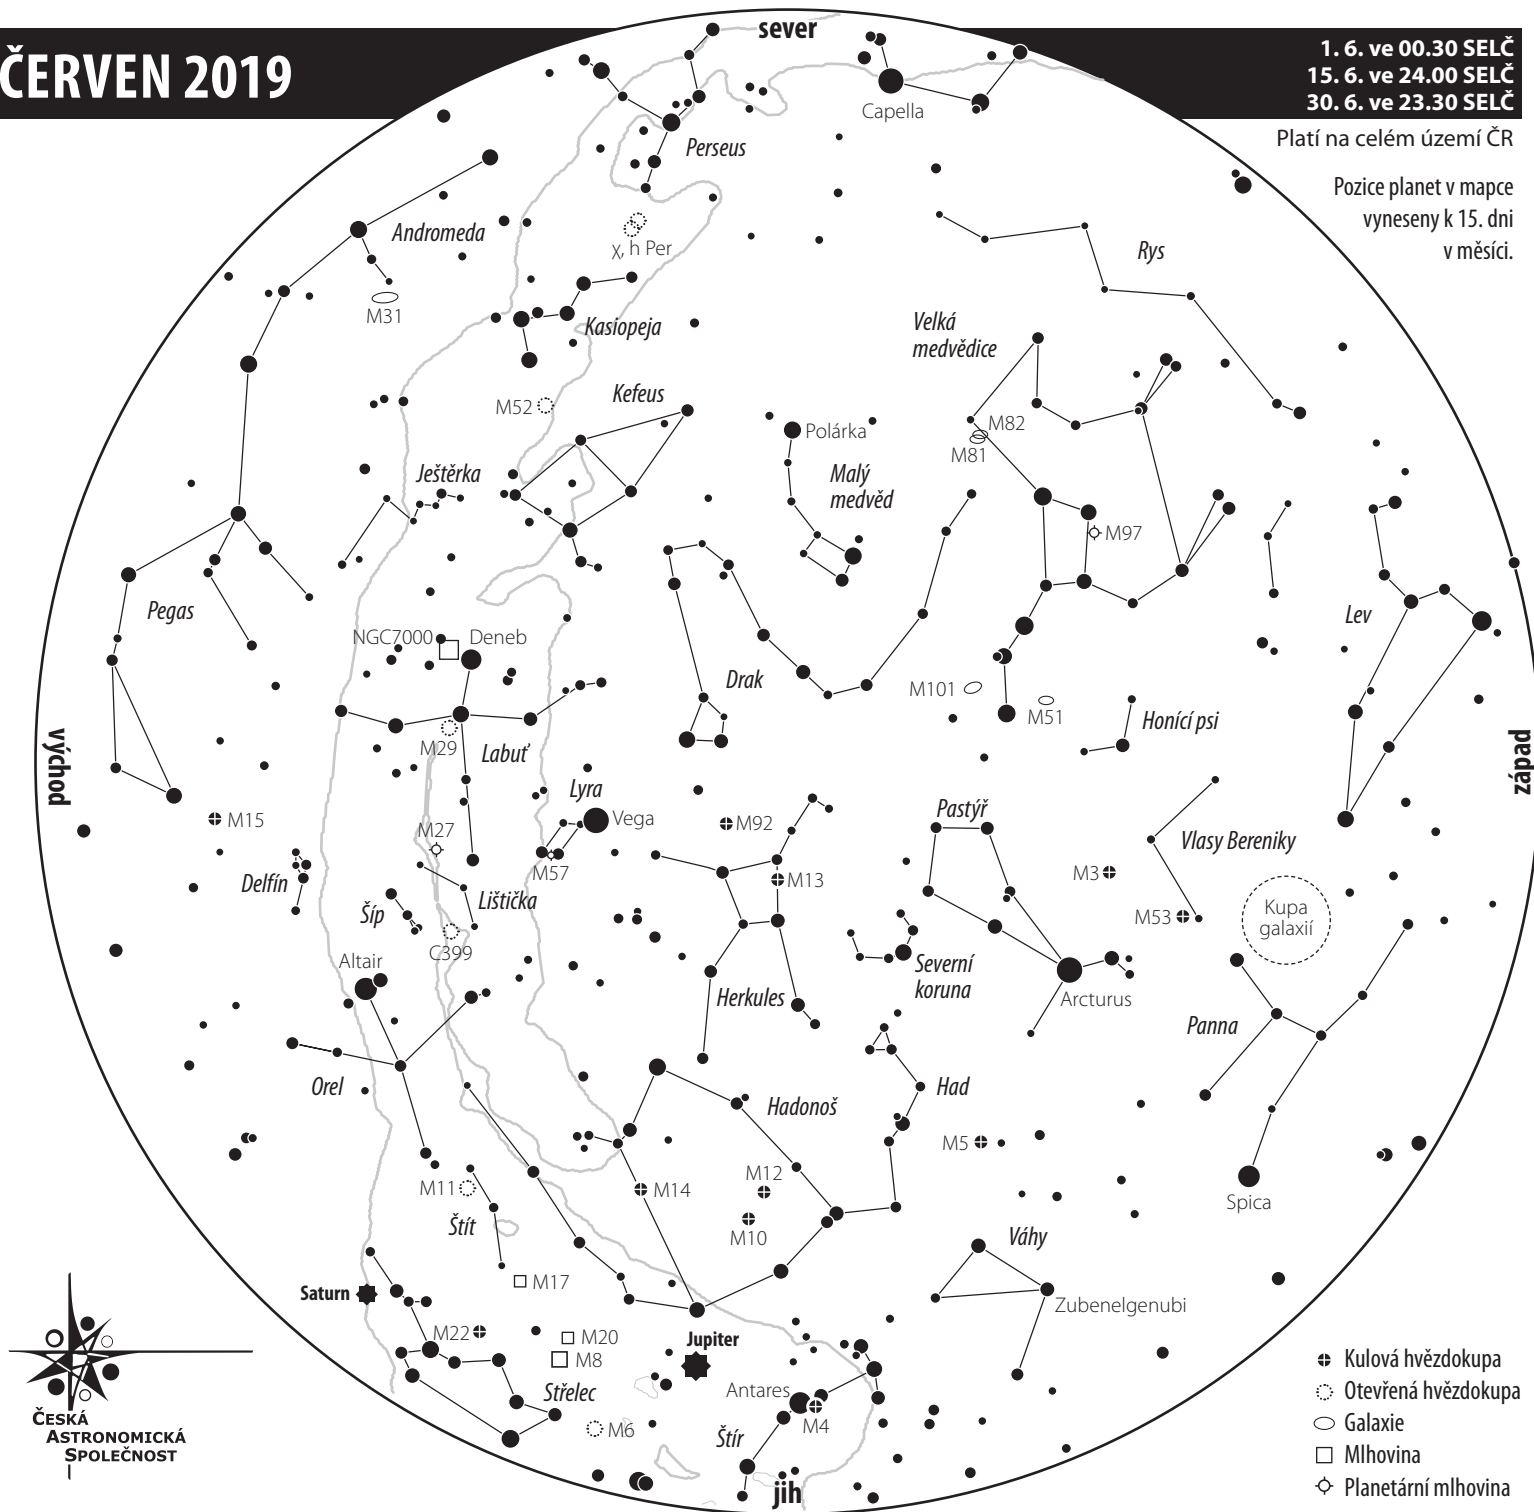 sever
ČERVEN 2019
1. 6. ve 00.30 SELČ
15. 6. ve 24.00 SELČ
30. 6. ve 23.30 SELČ
Platí na celém území ČR
Pozice planet v mapce
vyneseny k 15. dni
v měsíci.
Capella
Perseus
Andromeda
χ, h Per
Rys
M31
Kasiopeja
Velká
medvědice
Kefeus
M52
Polárka
M82
M81
Ještěrka
Malý
medvěd
M97
Pegas
Lev
NGC7000
Deneb
Drak
M101
M51
Honící psi
M29
Labuť
východ
západ
Lyra
Vega
M15
M27
M92
Pastýř
Vlasy Bereniky
M57
M13
M3
Delfín
Šíp
Lištička
M53
Kupa
galaxií
C399
Altair
Severní
koruna
Herkules
Arcturus
Panna
Orel
Hadonoš
Had
M5
M11
M14
M12
M10
Štít
Spica
Váhy
M17
Saturn
Zubenelgenubi
M22
M20
M8
Jupiter
Střelec
Antares
M4
M6
Štír
jih
ČESKÁ
ASTRONOMICKÁ
SPOLEČNOST
Kulová hvězdokupa
Otevřená hvězdokupa
Galaxie
Mlhovina
Planetární mlhovina